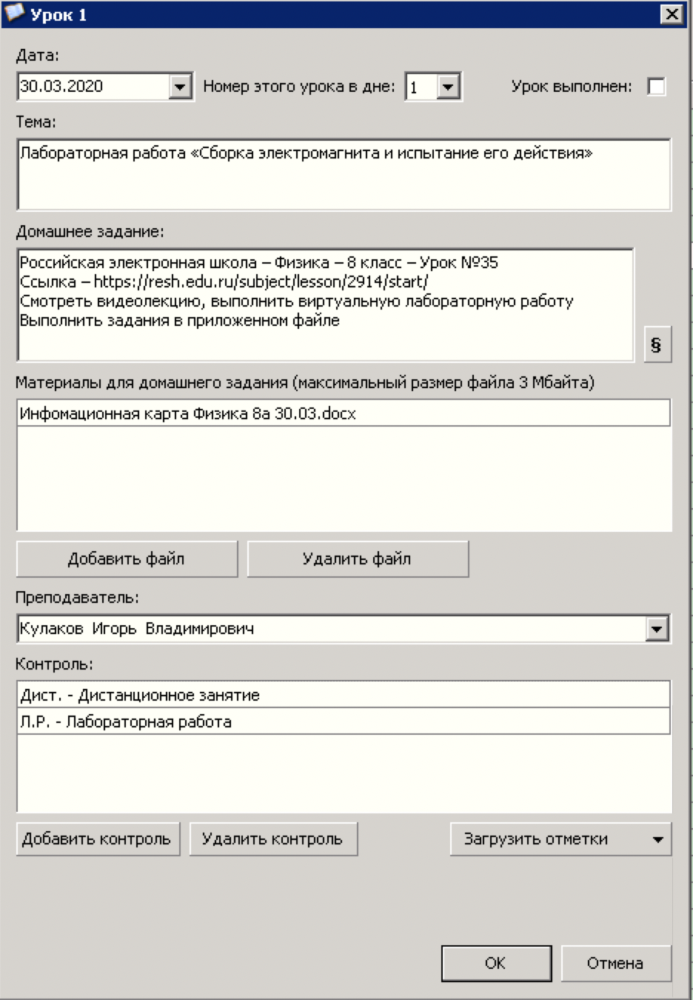 Урок 1
Дата:
30.03.2020 Номер этого урока в дне: 1 Урок выполнен:
Тема:
Лабораторная работа «Сборка электромагнита и испытание его действия»
Домашнее задание:
Российская электронная школа – Физика – 8 класс – Урок №35
Ссылка – https://resh.edu.ru/subject/lesson/2914/start/
Смотреть видеолекцию, выполнить виртуальную лабораторную работу
Выполнить задания в приложенном файле
§
Материалы для домашнего задания (максимальный размер файла 3 Мбайта)
Инфомационная карта Физика 8а 30.03.docx
Добавить файл Удалить файл
Преподаватель:
Кулаков Игорь Владимирович
Контроль:
Дист. - Дистанционное занятие
Л.Р. - Лабораторная работа
Добавить контроль Удалить контроль Загрузить отметки
ОК Отмена